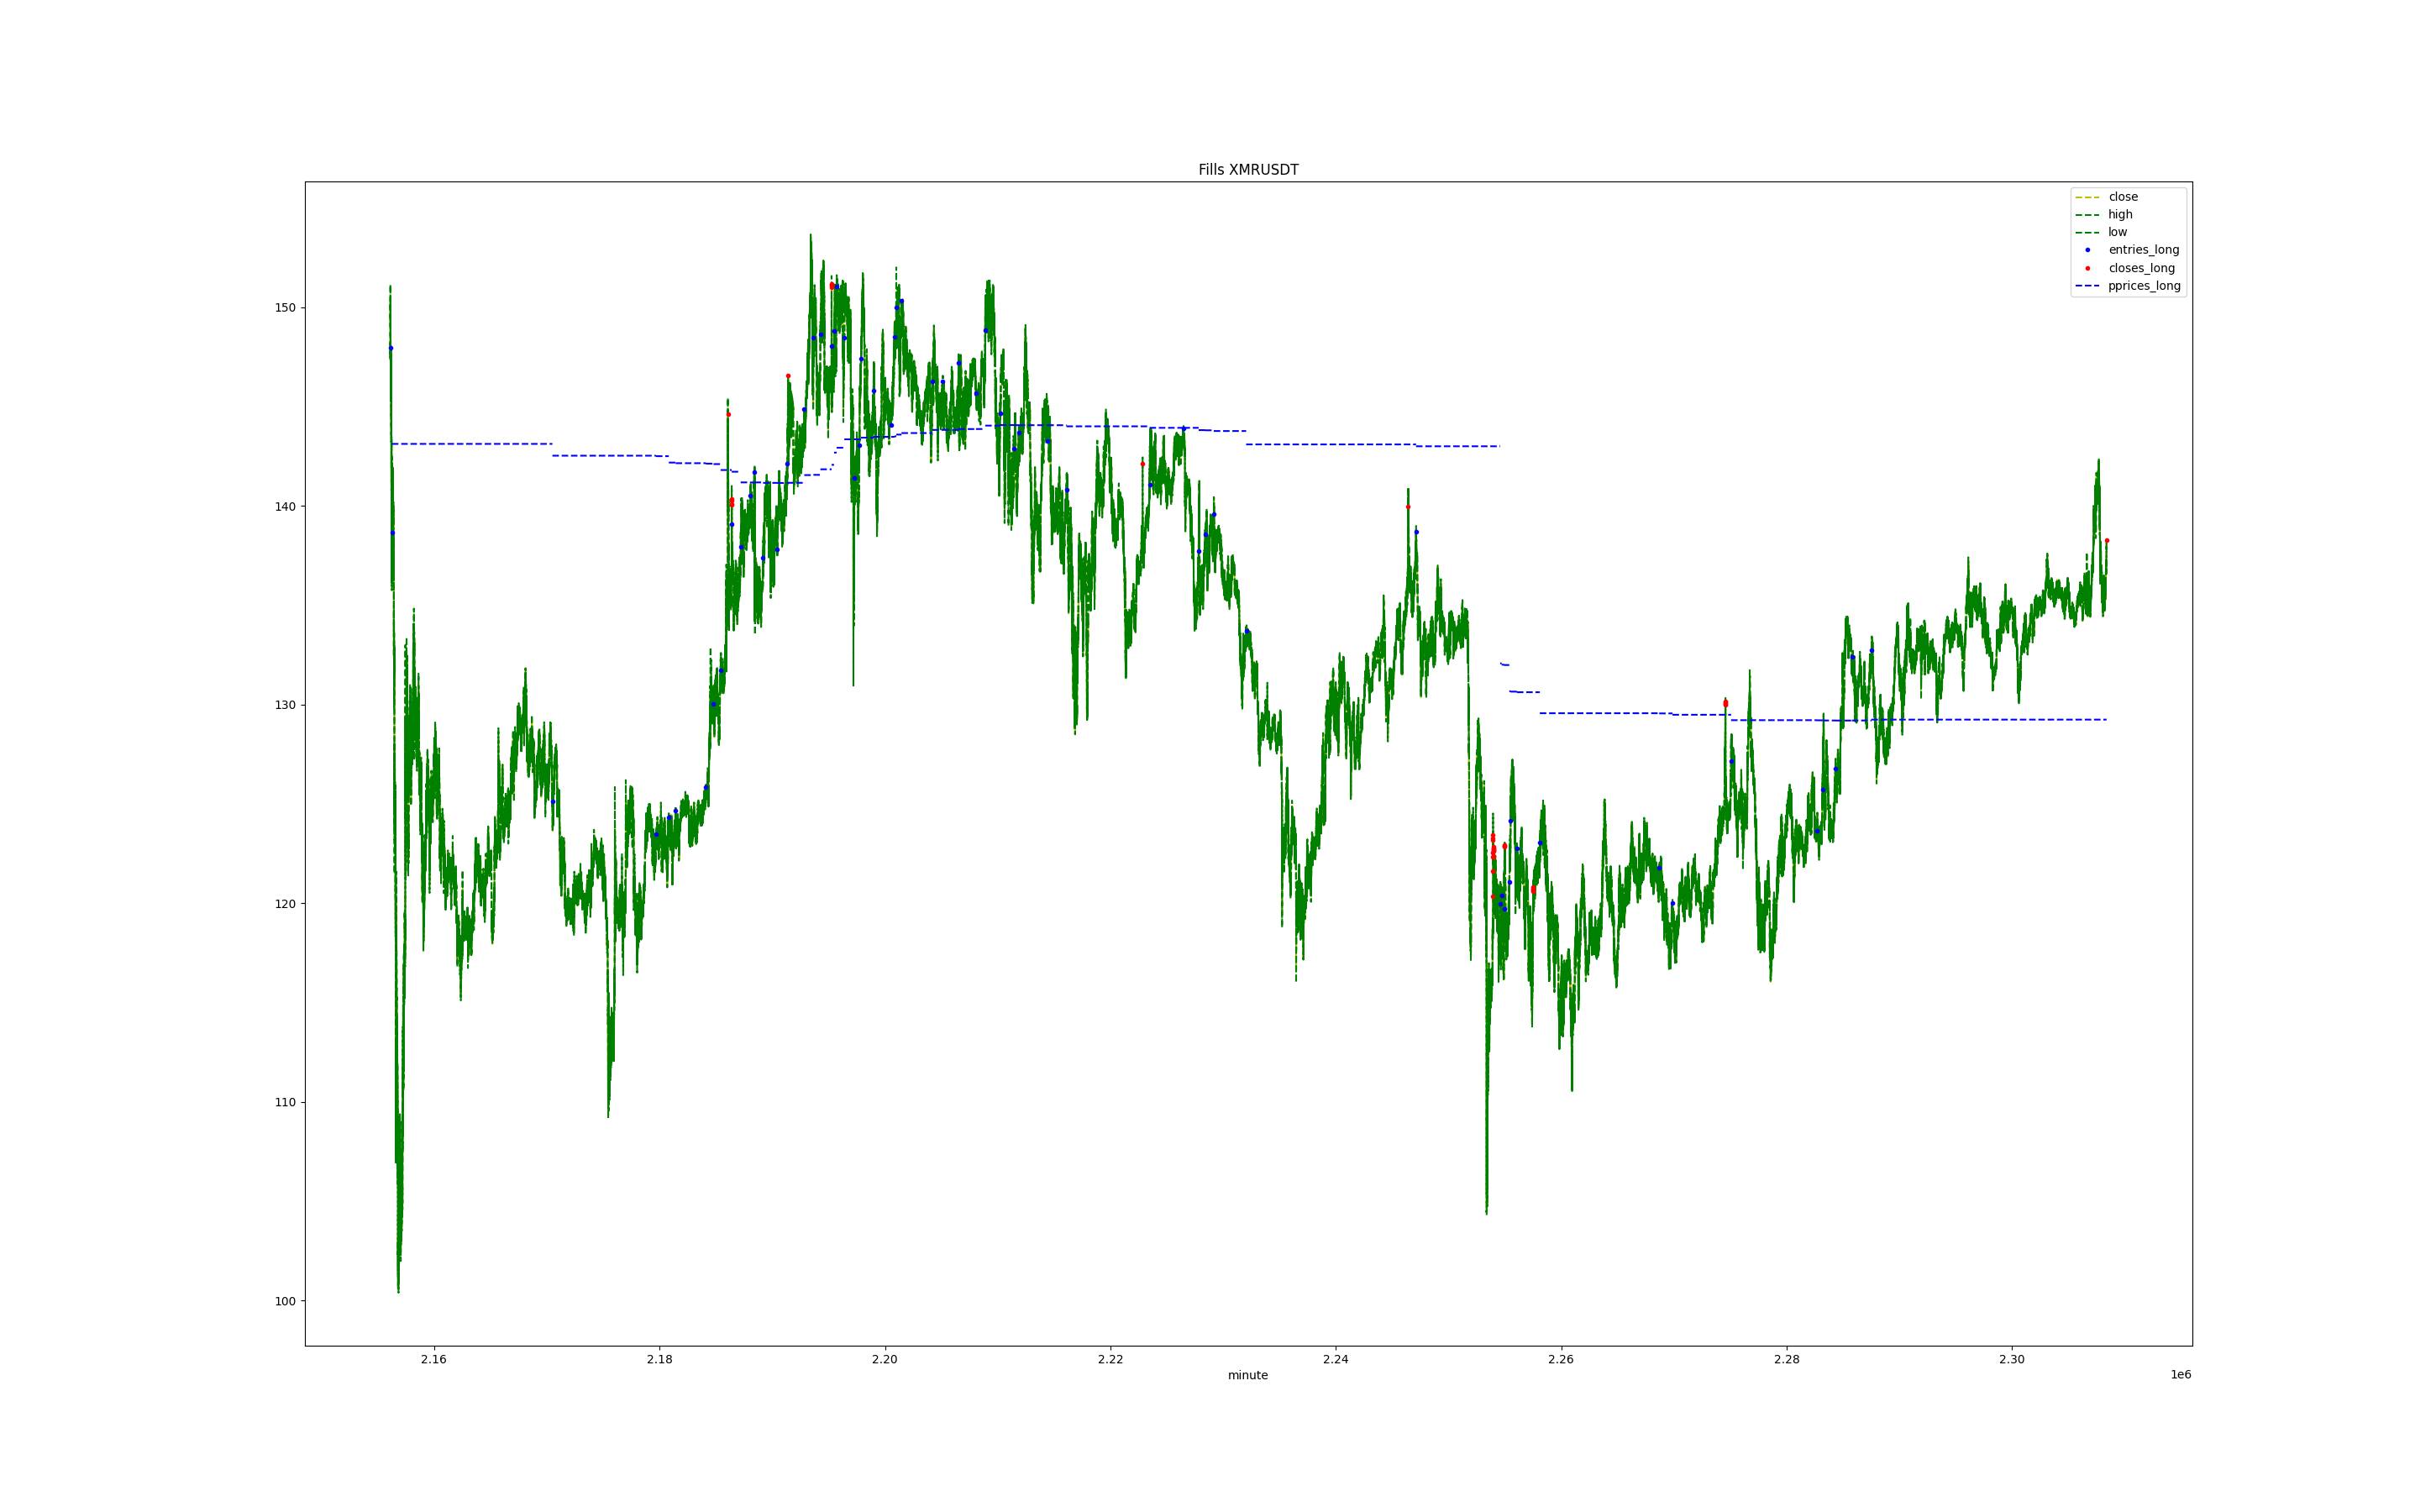 Fills XMRUSDT
close
high
low
entries_long
closes_long
pprices_long
150
140
130
120
110
100
2.16 2.18 2.20 2.22 2.24 2.26 2.28 2.30
minute 1e6